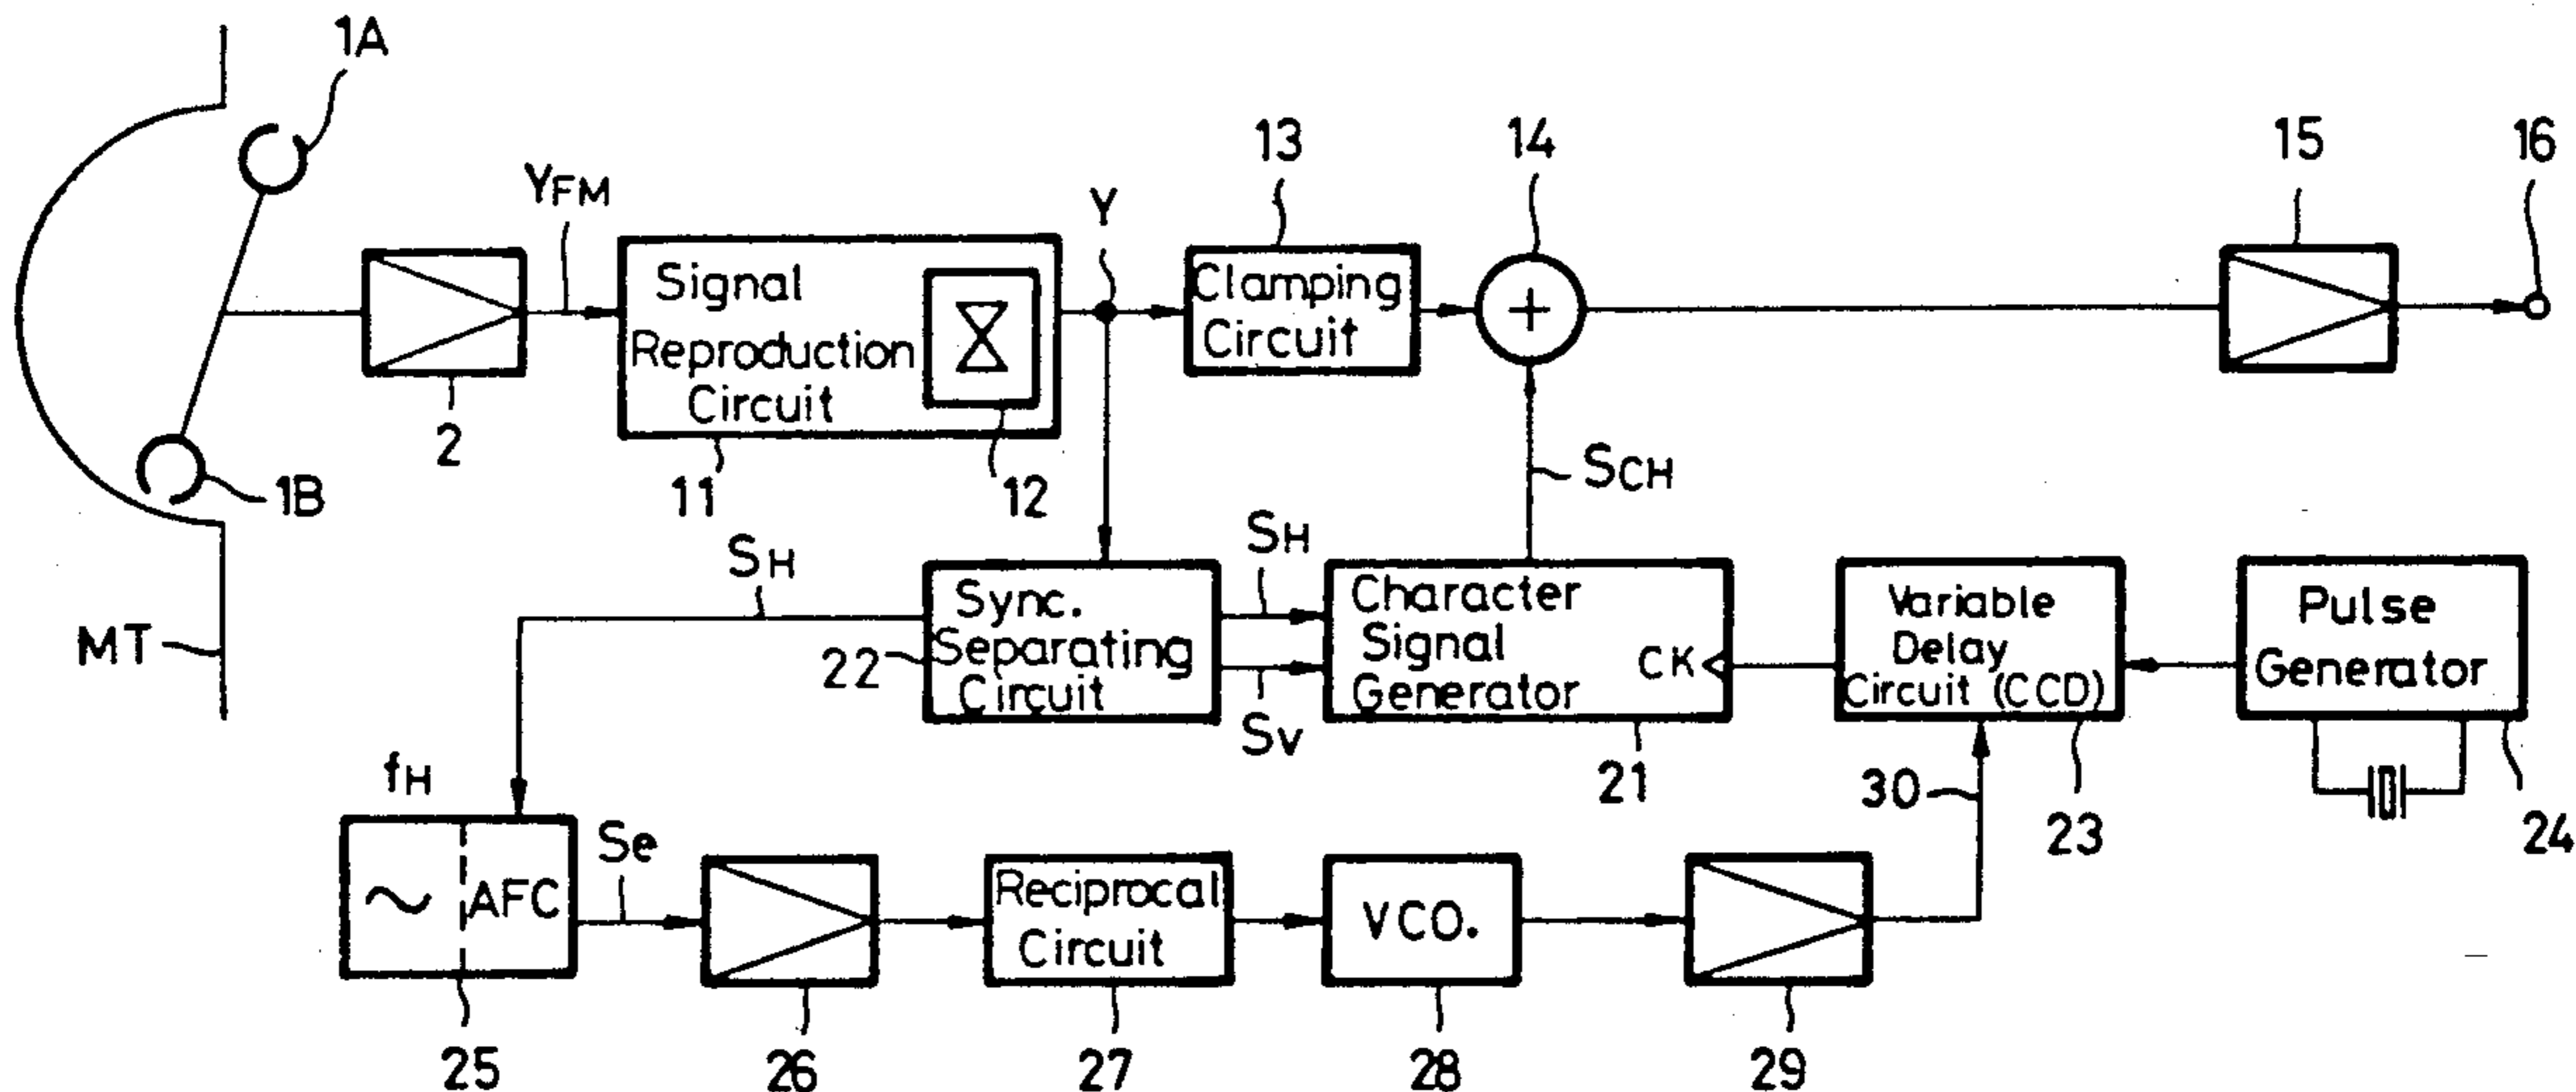 1A
YFM
Y
13
14
15
16
Signal
Reproduction
Circuit
Clamping
Circuit
+
2
1B
11
12
SCH
SH
SH
MT
22
Sync.
Separating
Circuit
Sv
Character
Signal
Generator
CK
Variable
Delay
Circuit (CCD)
Pulse
Generator
21
30
23
24
fH
~
AFC
Se
Reciprocal
Circuit
VCO.
25
26
27
28
29